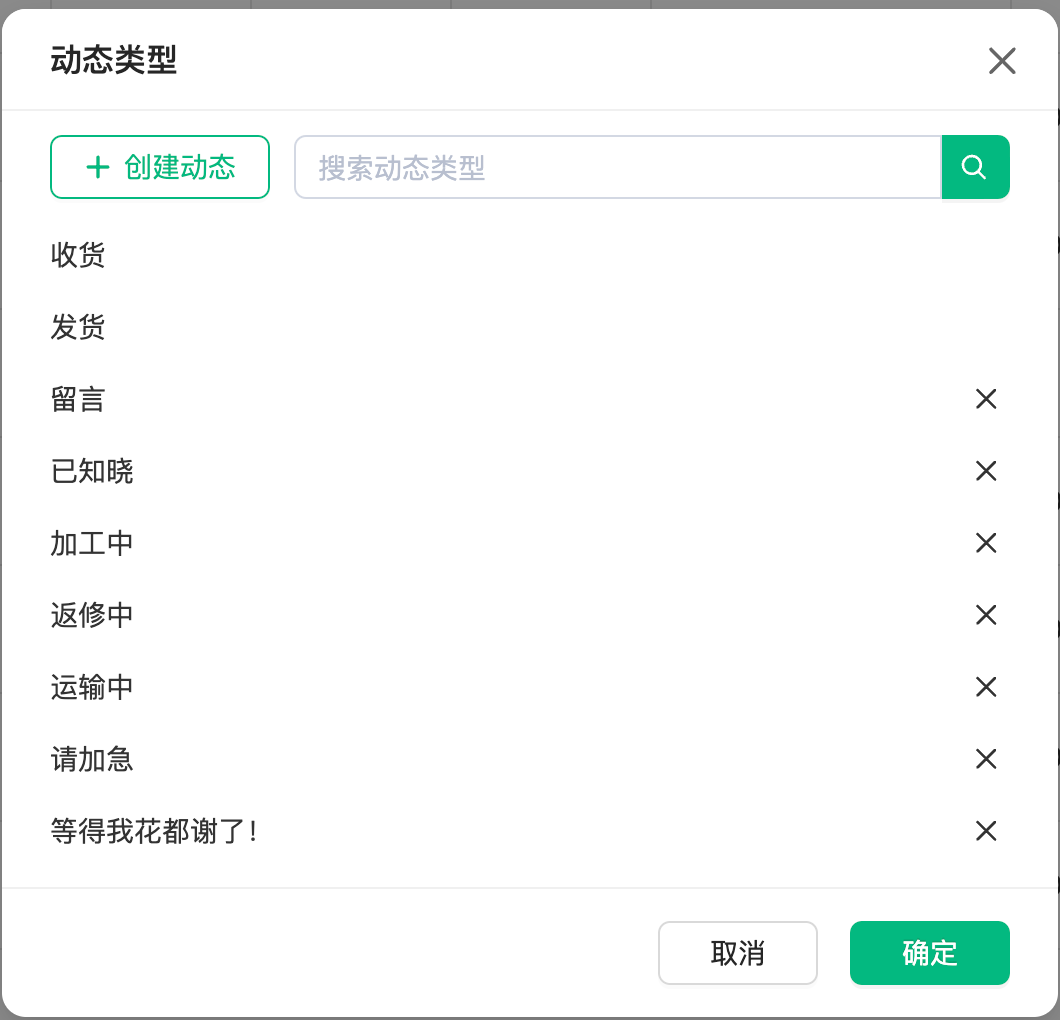 动态类型
创建动态
搜索动态类型
收货
发货
留言
已知晓
加工中
返修中
运输中
请加急
等得我花都谢了！
取消
确定